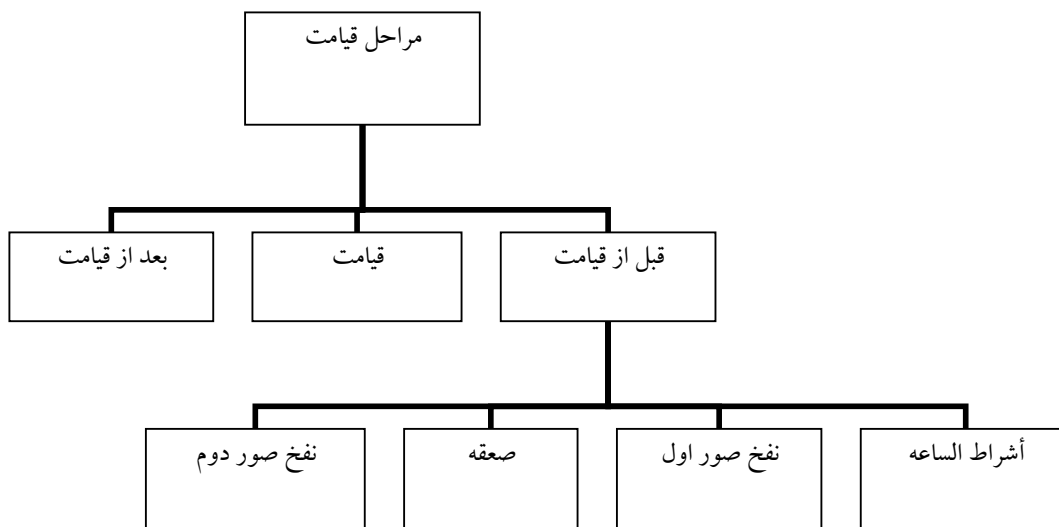 مراحل قیامت
قبل از قیامت
قیامت
بعد از قیامت
أشراط الساعه
نفخ صور اول
صعقه
نفخ صور دوم